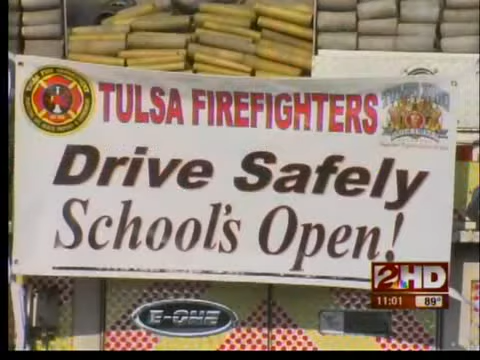 TULSA FIREFIGHTERS
Drive Safely
School's Open!
2HD
11:01 89°
E-ONE